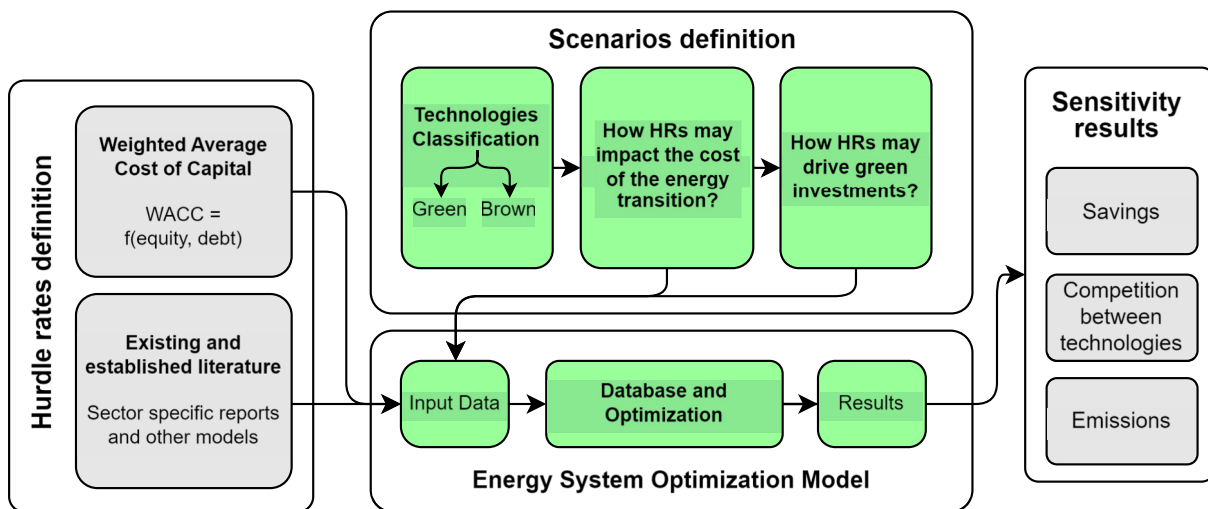 Hurdle rates definition
Weighted Average
Cost of Capital
WACC =
f(equity, debt)
Existing and
established literature
Sector specific reports
and other models
Scenarios definition
Technologies
Classification
Green
Brown
How HRs may
impact the cost
of the energy
transition?
How HRs may
drive green
investments?
Input Data
Database and
Optimization
Results
Energy System Optimization Model
Sensitivity
results
Savings
Competition
between
technologies
Emissions